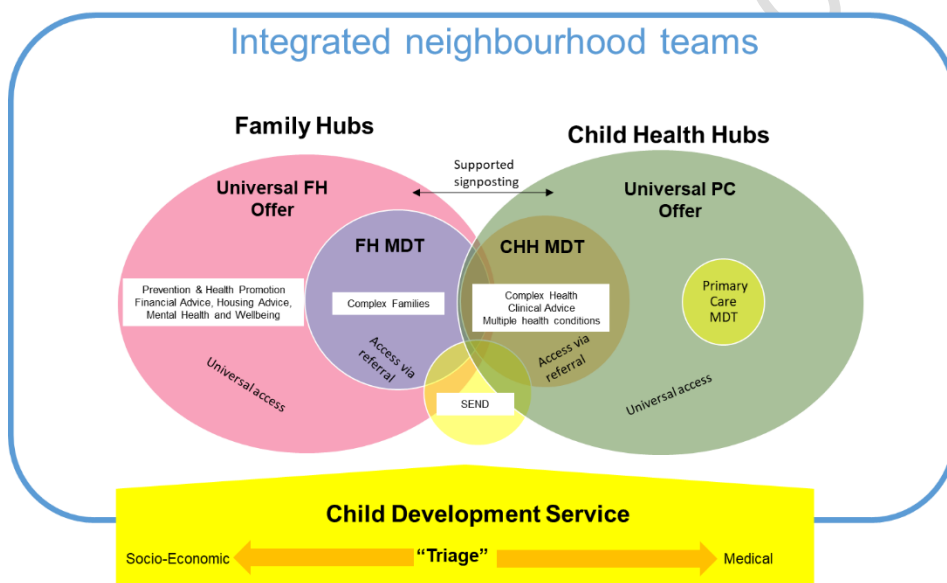 Integrated neighbourhood teams
Family Hubs
Child Health Hubs
Supported
signposting
Universal FH
Offer
Universal PC
Offer
FH MDT
CHH MDT
Prevention & Health Promotion
Financial Advice, Housing Advice,
Mental Health and Wellbeing
Complex Families
Complex Health
Clinical Advice
Multiple health conditions
Primary
Care
MDT
Access via
referral
Access via
referral
Universal access
Universal access
SEND
Child Development Service
Socio-Economic
“Triage”
Medical